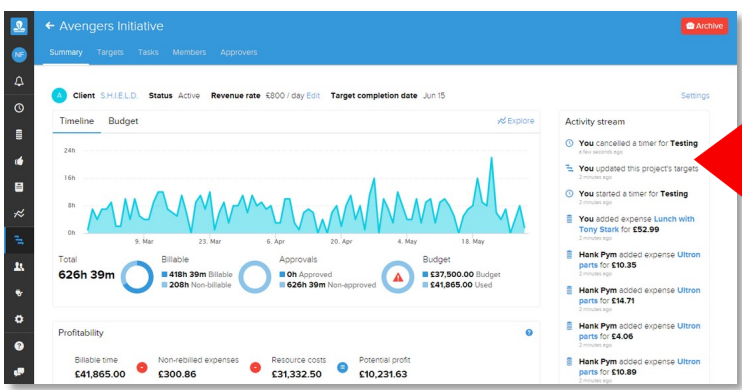 ← Avengers Initiative
Archive
NF
Summary Targets Tasks Members Approvers
A Client S.H.I.E.L.D. Status Active Revenue rate £800 / day Edit Target completion date Jun 15
Settings
Timeline Budget
Explore
24h
16h
8h
0h
9. Mar 23. Mar 6. Apr 20. Apr 4. May 18. May
Total
626h 39m
Billable
418h 39m Billable
208h Non-billable
Approvals
0h Approved
626h 39m Non-approved
Budget
£37,500.00 Budget
£41,865.00 Used
Profitability
Billable time
£41,865.00
Non-rebilled expenses
£300.86
Resource costs
£31,332.50
Potential profit
£10,231.63
Activity stream
You cancelled a timer for Testing
a few seconds ago
You updated this project's targets
2 minutes ago
You started a timer for Testing
2 minutes ago
You added expense Lunch with
Tony Stark for £52.99
2 minutes ago
Hank Pym added expense Ultron
parts for £10.35
2 minutes ago
Hank Pym added expense Ultron
parts for £14.71
2 minutes ago
Hank Pym added expense Ultron
parts for £4.06
2 minutes ago
Hank Pym added expense Ultron
parts for £10.89
2 minutes ago